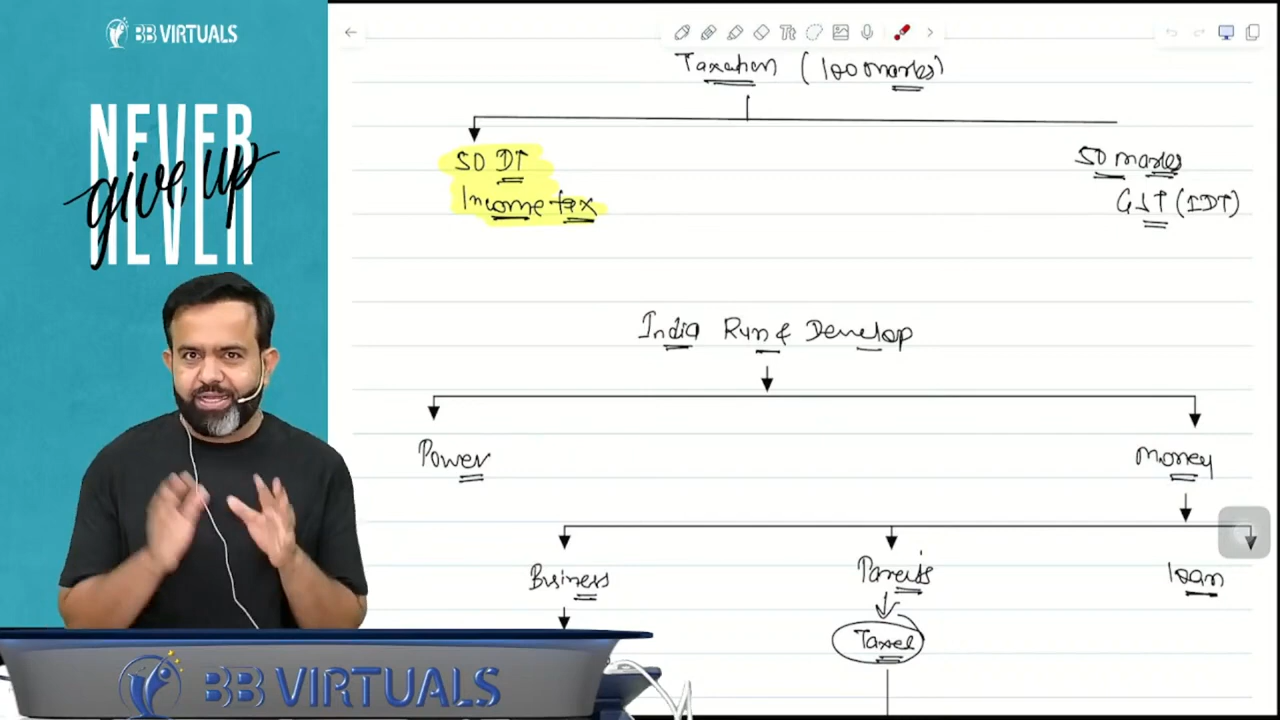 BB VIRTUALS
NEVER
give up
NEVER
Taxation (100 marks)
50 DT
Income tax
50 marks
GST (IDT)
India Run & Develop
Power
Money
Business
Parents
loan
Taxes
BB VIRTUALS